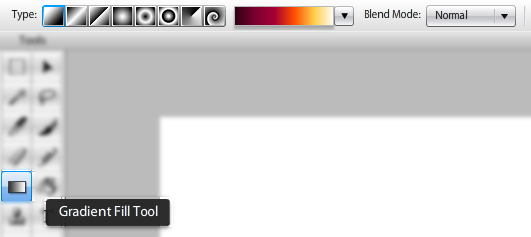 Type:
Blend Mode:
Normal
Tools
Gradient Fill Tool